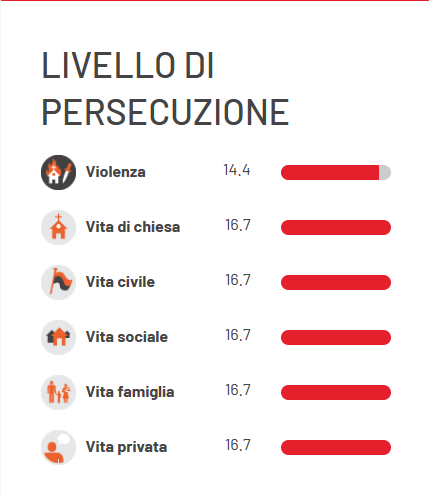 LIVELLO DI
PERSECUZIONE
Violenza 14.4
Vita di chiesa 16.7
Vita civile 16.7
Vita sociale 16.7
Vita famiglia 16.7
Vita privata 16.7